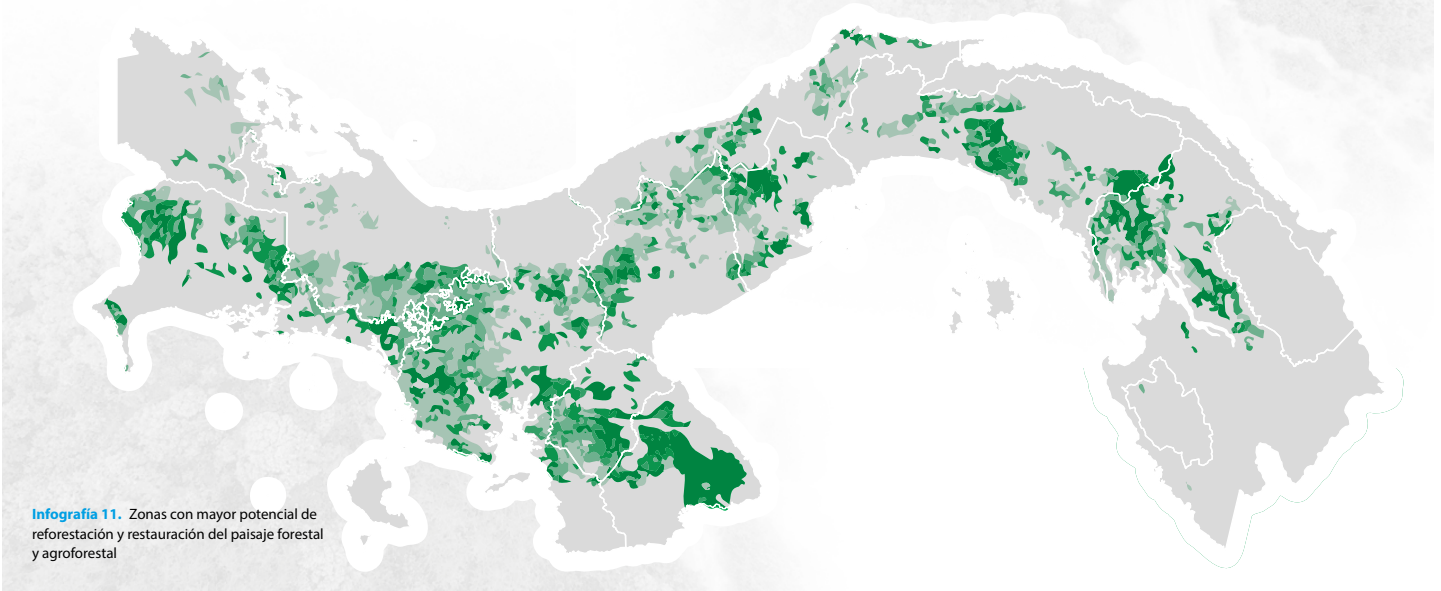 Infografía 11. Zonas con mayor potencial de
reforestación y restauración del paisaje forestal
y agroforestal